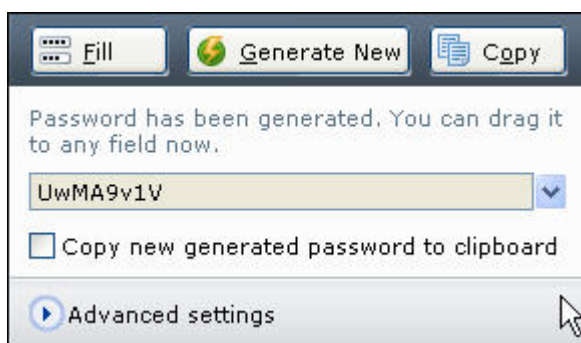 Fill Generate New Copy
Password has been generated. You can drag it
to any field now.
UwMA9v1V
Copy new generated password to clipboard
Advanced settings